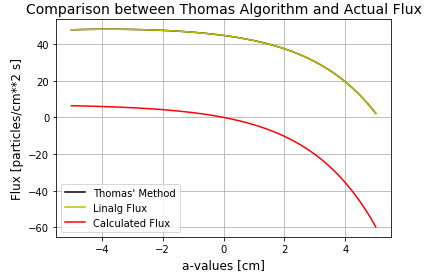 Comparison between Thomas Algorithm and Actual Flux
Flux [particles/cm**2 s]
40
20
0
−20
−40
−60
Thomas' Method
Linalg Flux
Calculated Flux
−4
−2
0
2
4
a-values [cm]